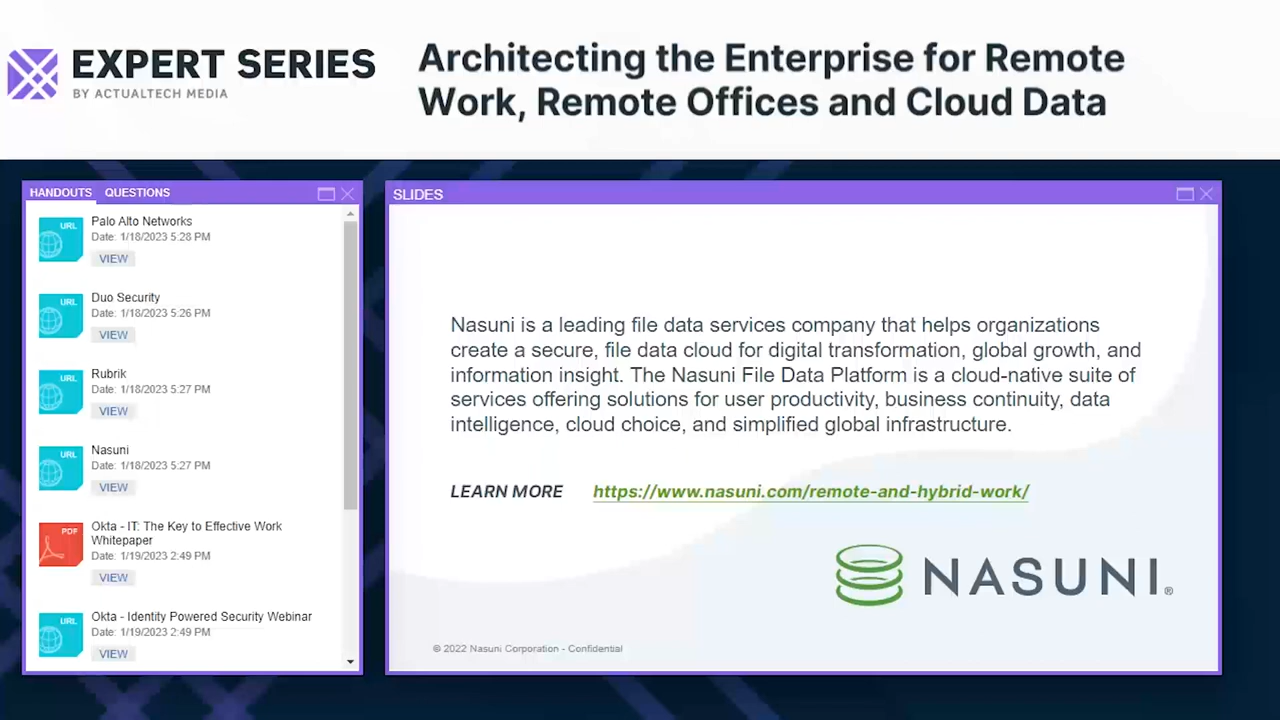 EXPERT SERIES
BY ACTUALTECH MEDIA
Architecting the Enterprise for Remote
Work, Remote Offices and Cloud Data
HANDOUTS QUESTIONS
URL
Palo Alto Networks
Date: 1/18/2023 5:28 PM
VIEW
URL
Duo Security
Date: 1/18/2023 5:26 PM
VIEW
URL
Rubrik
Date: 1/18/2023 5:27 PM
VIEW
URL
Nasuni
Date: 1/18/2023 5:27 PM
VIEW
PDF
Okta - IT: The Key to Effective Work
Whitepaper
Date: 1/19/2023 2:49 PM
VIEW
URL
Okta - Identity Powered Security Webinar
Date: 1/19/2023 2:49 PM
VIEW
SLIDES
Nasuni is a leading file data services company that helps organizations
create a secure, file data cloud for digital transformation, global growth, and
information insight. The Nasuni File Data Platform is a cloud-native suite of
services offering solutions for user productivity, business continuity, data
intelligence, cloud choice, and simplified global infrastructure.
LEARN MORE https://www.nasuni.com/remote-and-hybrid-work/
NASUNI®
© 2022 Nasuni Corporation - Confidential